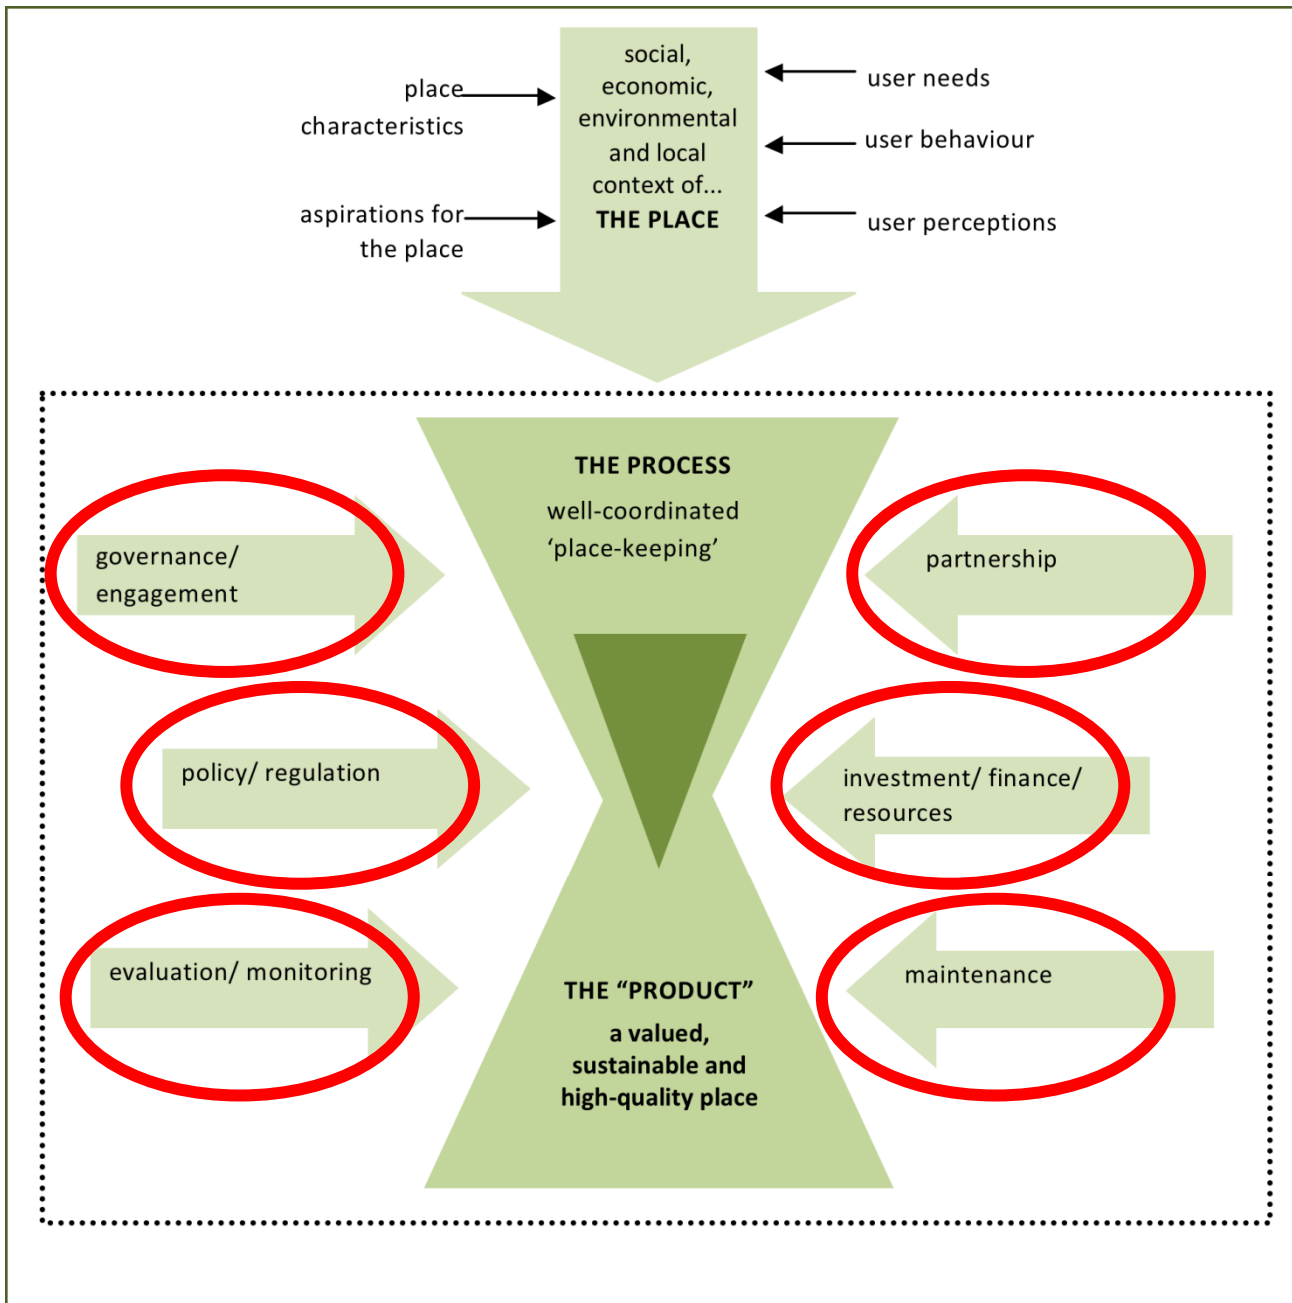 social,
economic,
environmental
and local
context of...
THE PLACE
place
characteristics
aspirations for
the place
user needs
user behaviour
user perceptions
THE PROCESS
well-coordinated
‘place-keeping’
governance/
engagement
partnership
policy/ regulation
investment/ finance/
resources
evaluation/ monitoring
maintenance
THE “PRODUCT”
a valued,
sustainable and
high-quality place